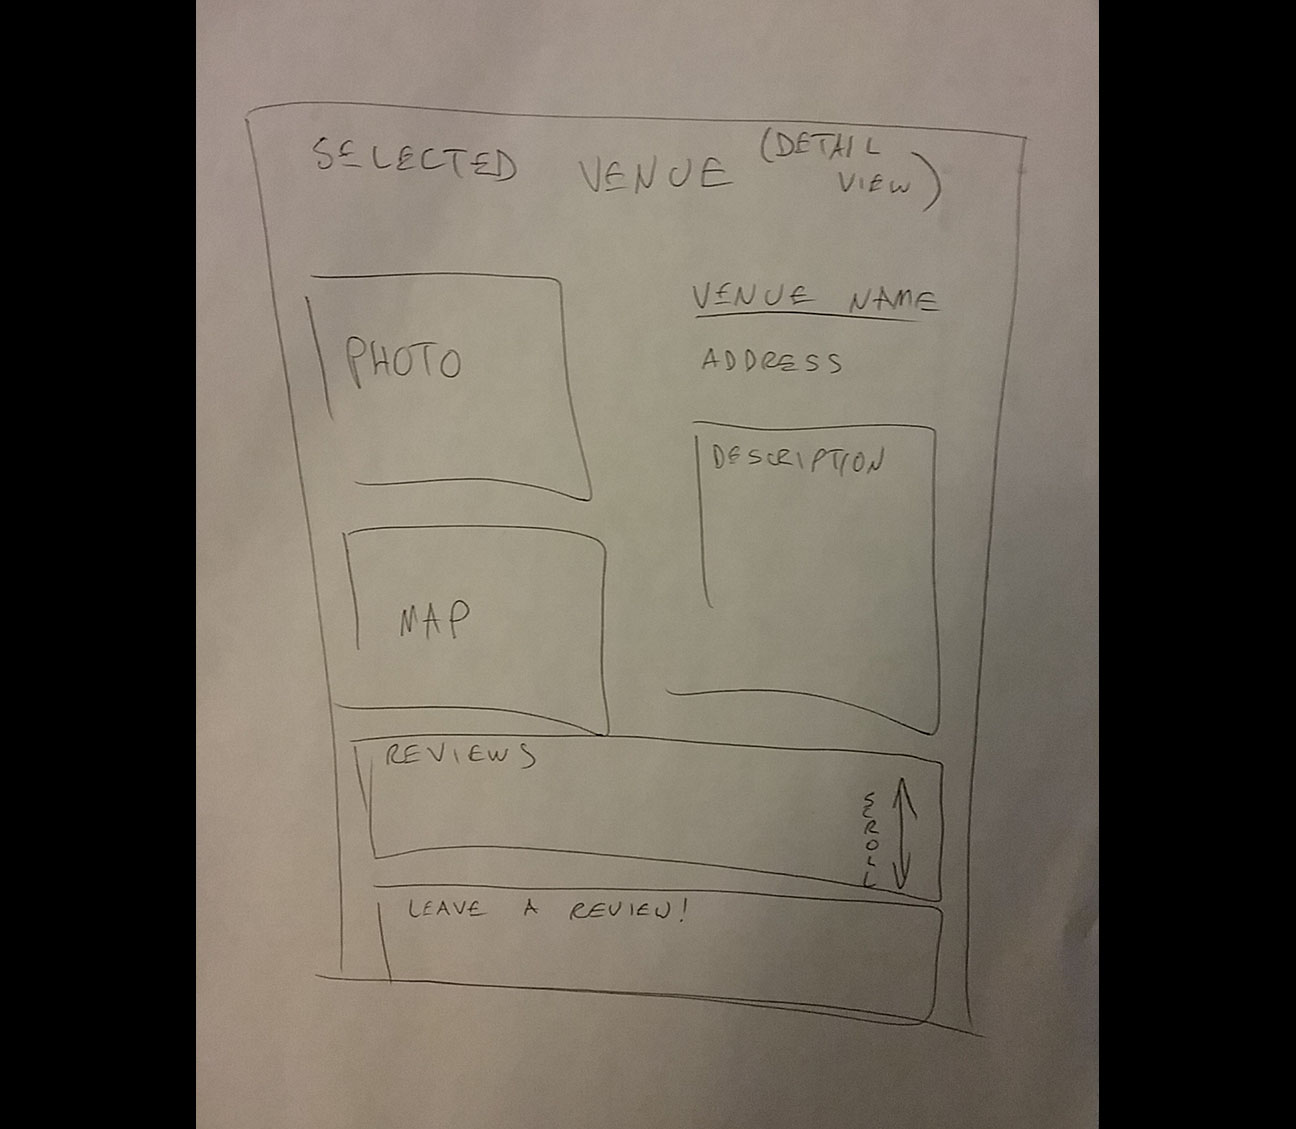 SELECTED VENUE (DETAIL
VIEW)
PHOTO
VENUE NAME
ADDRESS
DESCRIPTION
MAP
REVIEWS
SCROLL
LEAVE A REVIEW!